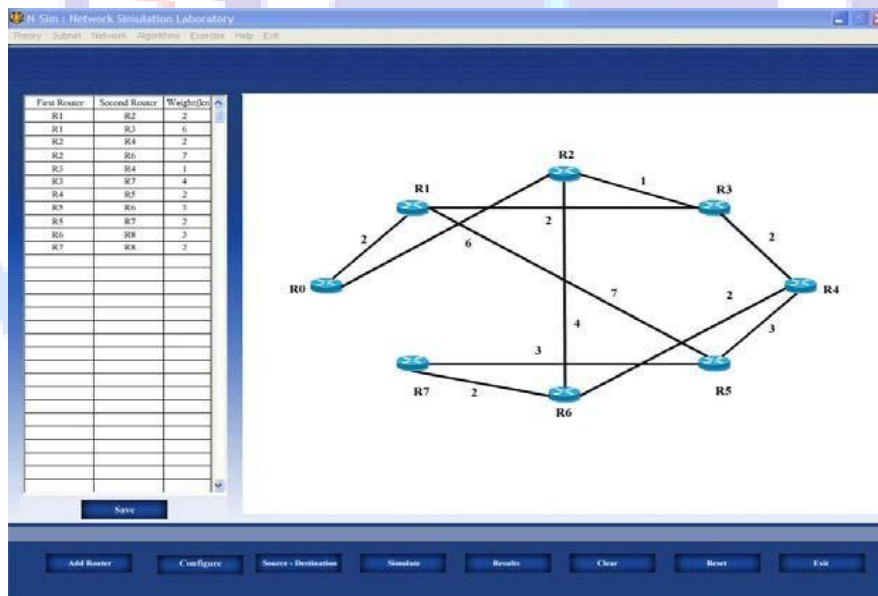 N-Sim : Network Simulation Laboratory
Theory Subnet Network Algorithms Exercise Help Exit
First Router Second Router Weight(km
R1 R2 2
R1 R3 6
R2 R4 2
R2 R6 7
R3 R4 1
R3 R7 4
R4 R5 2
R5 R6 3
R5 R7 2
R6 R8 3
R7 R8 2
Save
R2
R1
1
R3
2
2
6
2
R0
7
2
R4
4
3
3
R7
2
R5
R6
Add Router Configure Source - Destination Simulate Results Clear Reset Exit